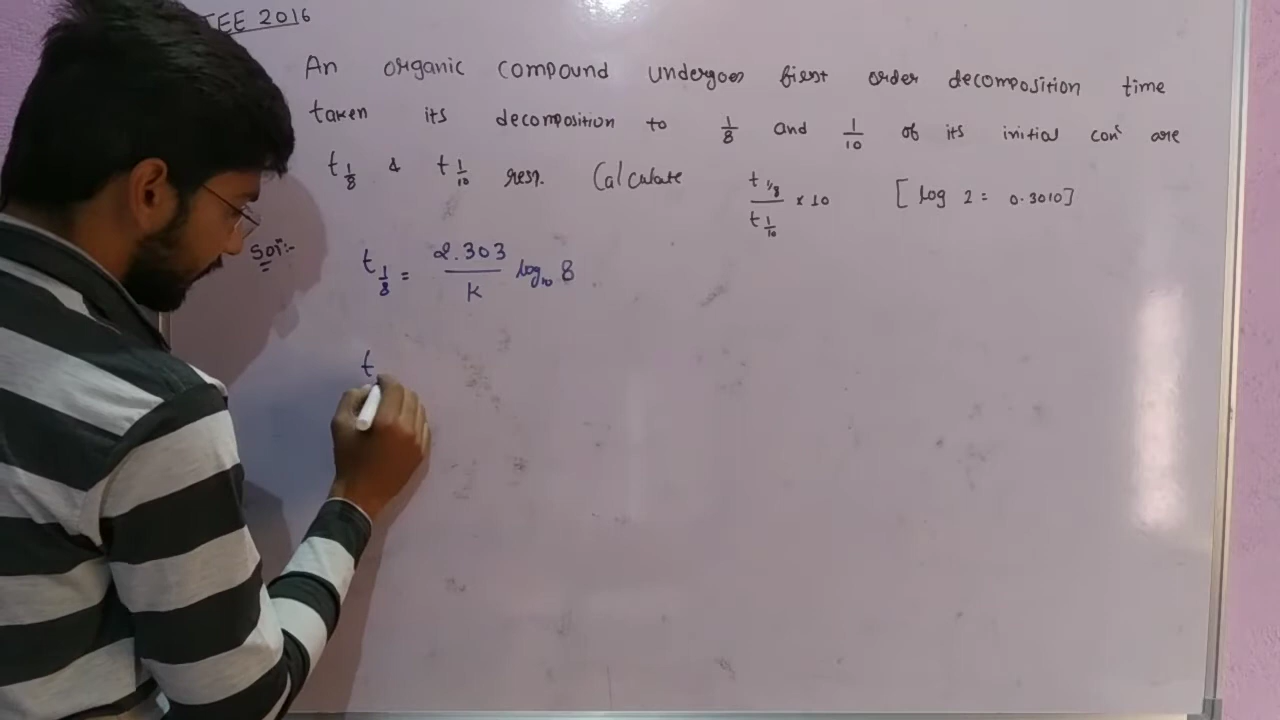 JEE 2016
An organic compound undergoes first order decomposition time
taken its decomposition to 1/8 and 1/10 of its initial conⁿ are
t 1/8 & t 1/10 resp. Calculate t 1/8 / t 1/10 × 10 [log 2 = 0.3010]
Solⁿ:-
t 1/8 = 2.303 / K log₁₀ 8
t